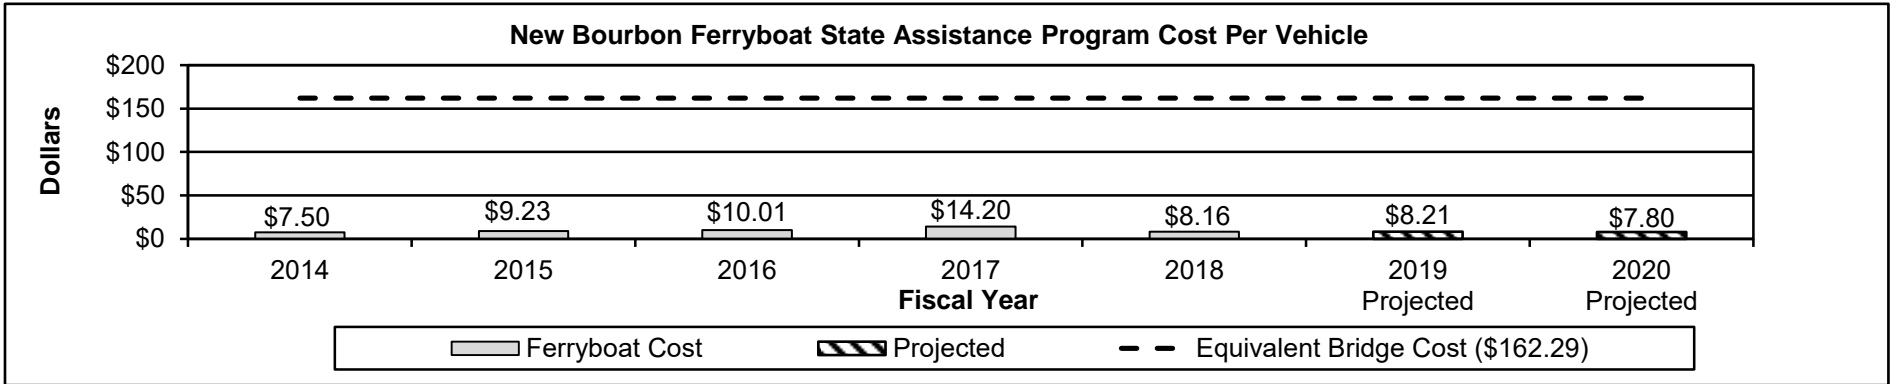 New Bourbon Ferryboat State Assistance Program Cost Per Vehicle
$200
$150
$100
$50
$0
Dollars
$7.50 $9.23 $10.01 $14.20 $8.16 $8.21 $7.80
2014 2015 2016 2017 2018 2019 2020
Projected Projected
Fiscal Year
Ferryboat Cost Projected Equivalent Bridge Cost ($162.29)